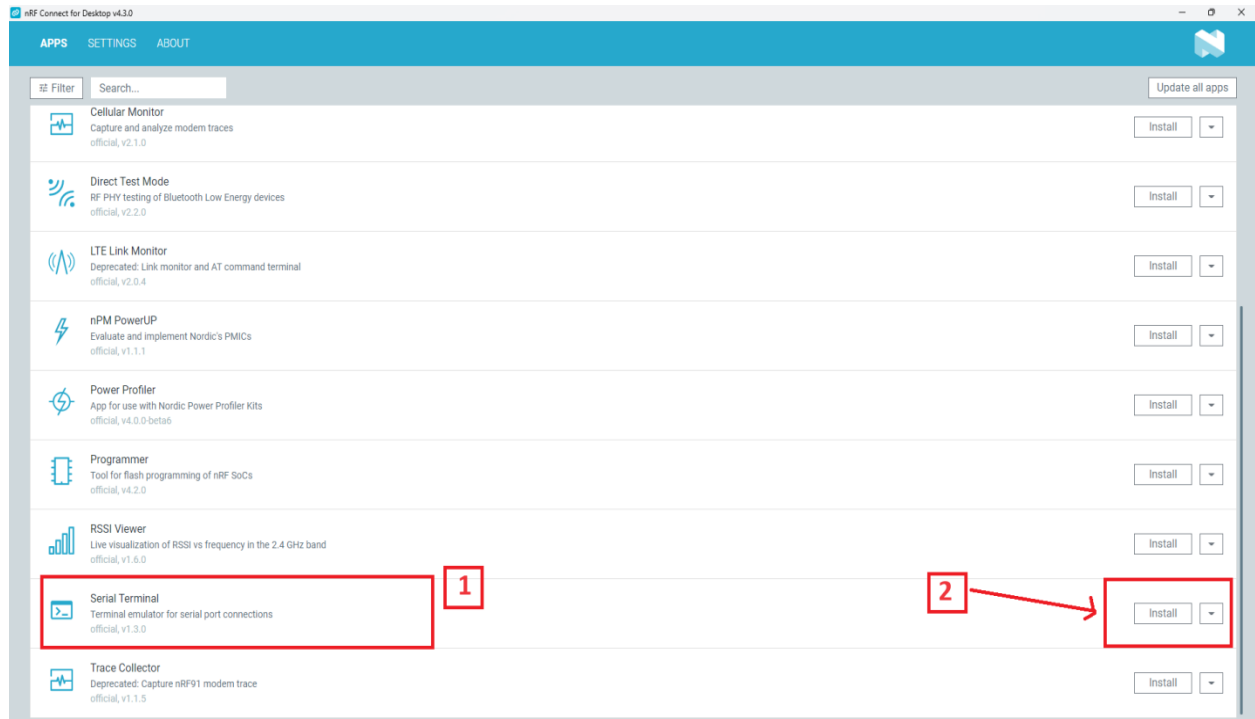 nRF Connect for Desktop v4.3.0
APPS SETTINGS ABOUT
Filter Search... Update all apps
Cellular Monitor
Capture and analyze modem traces
official, v2.1.0
Install
Direct Test Mode
RF PHY testing of Bluetooth Low Energy devices
official, v2.2.0
Install
LTE Link Monitor
Deprecated: Link monitor and AT command terminal
official, v2.0.4
Install
nPM PowerUP
Evaluate and implement Nordic's PMICs
official, v1.1.1
Install
Power Profiler
App for use with Nordic Power Profiler Kits
official, v4.0.0-beta6
Install
Programmer
Tool for flash programming of nRF SoCs
official, v4.2.0
Install
RSSI Viewer
Live visualization of RSSI vs frequency in the 2.4 GHz band
official, v1.6.0
Install
Serial Terminal
Terminal emulator for serial port connections
official, v1.3.0
1
2
Install
Trace Collector
Deprecated: Capture nRF91 modem trace
official, v1.1.5
Install